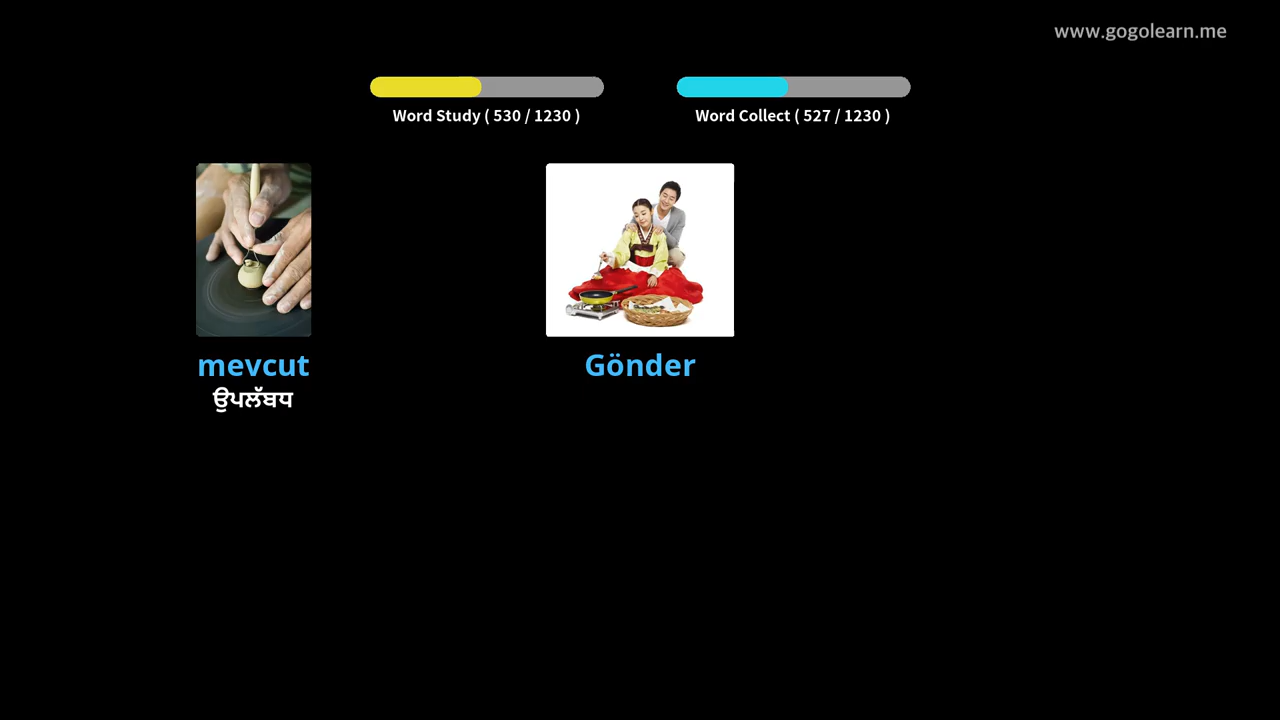 www.gogolearn.me
Word Study ( 530 / 1230 )
Word Collect ( 527 / 1230 )
mevcut
ਉਪਲੱਬਧ
Gönder